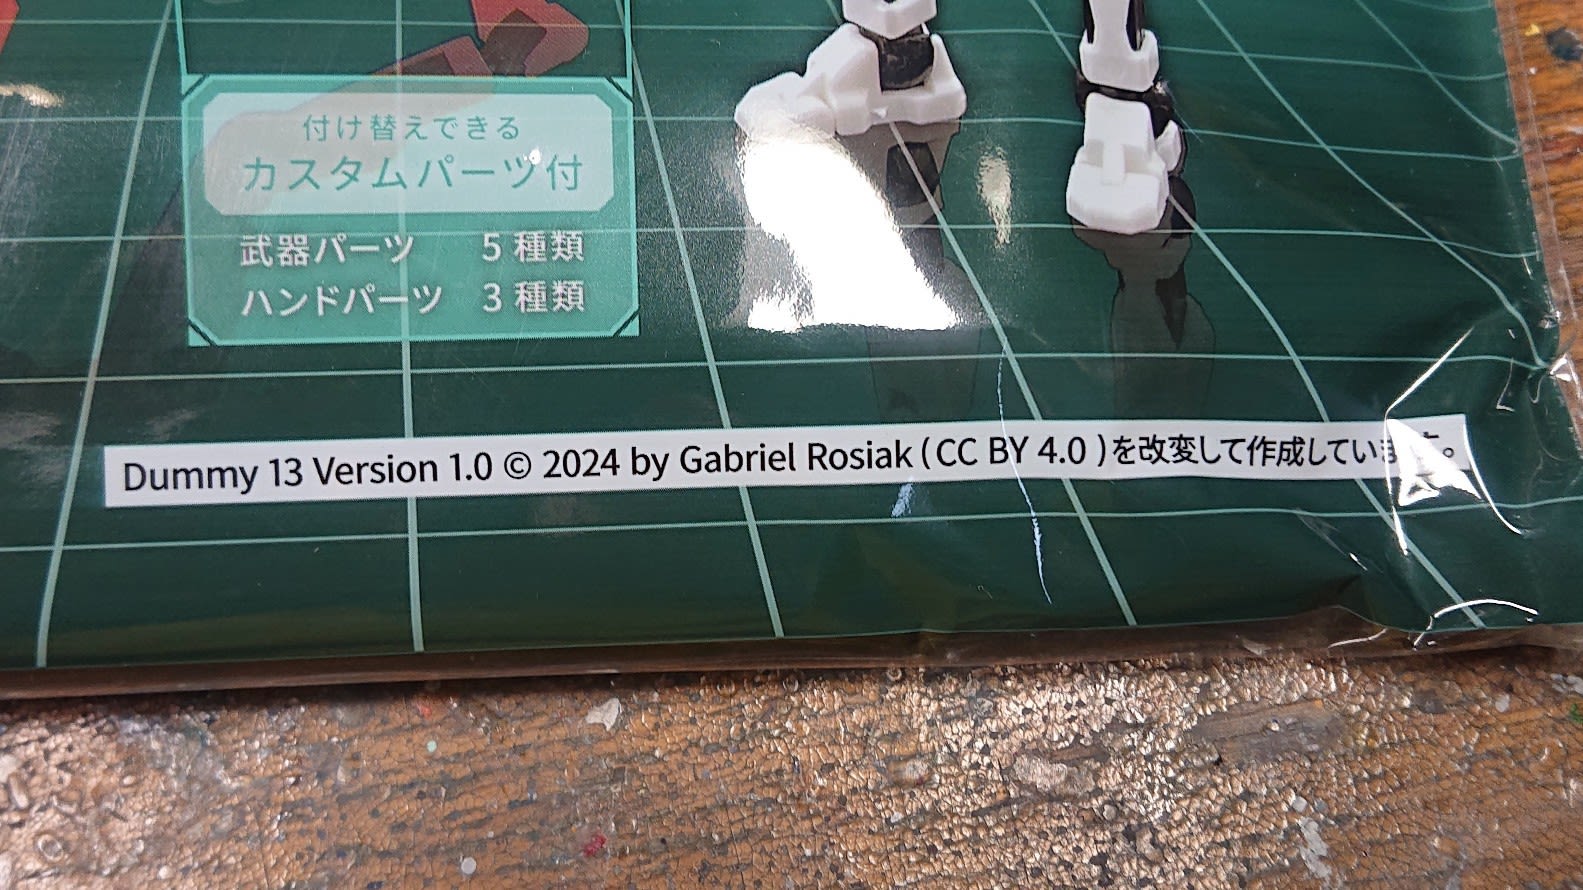 付け替えできる
カスタムパーツ付
武器パーツ 5種類
ハンドパーツ 3種類
Dummy 13 Version 1.0 © 2024 by Gabriel Rosiak ( CC BY 4.0 )を改変して作成しています。